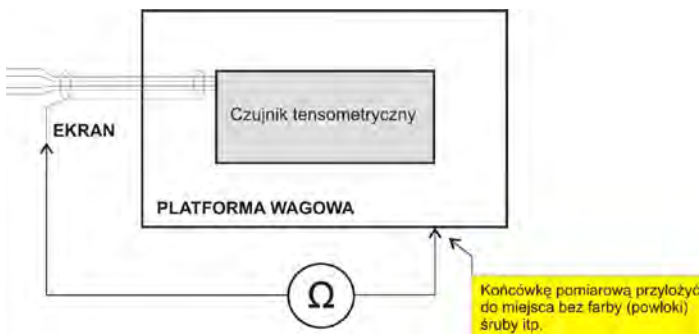 Czujnik tensometryczny
EKRAN
PLATFORMA WAGOWA
Ω
Końcówkę pomiarową przyłożyć
do miejsca bez farby (powłoki)
śruby itp.